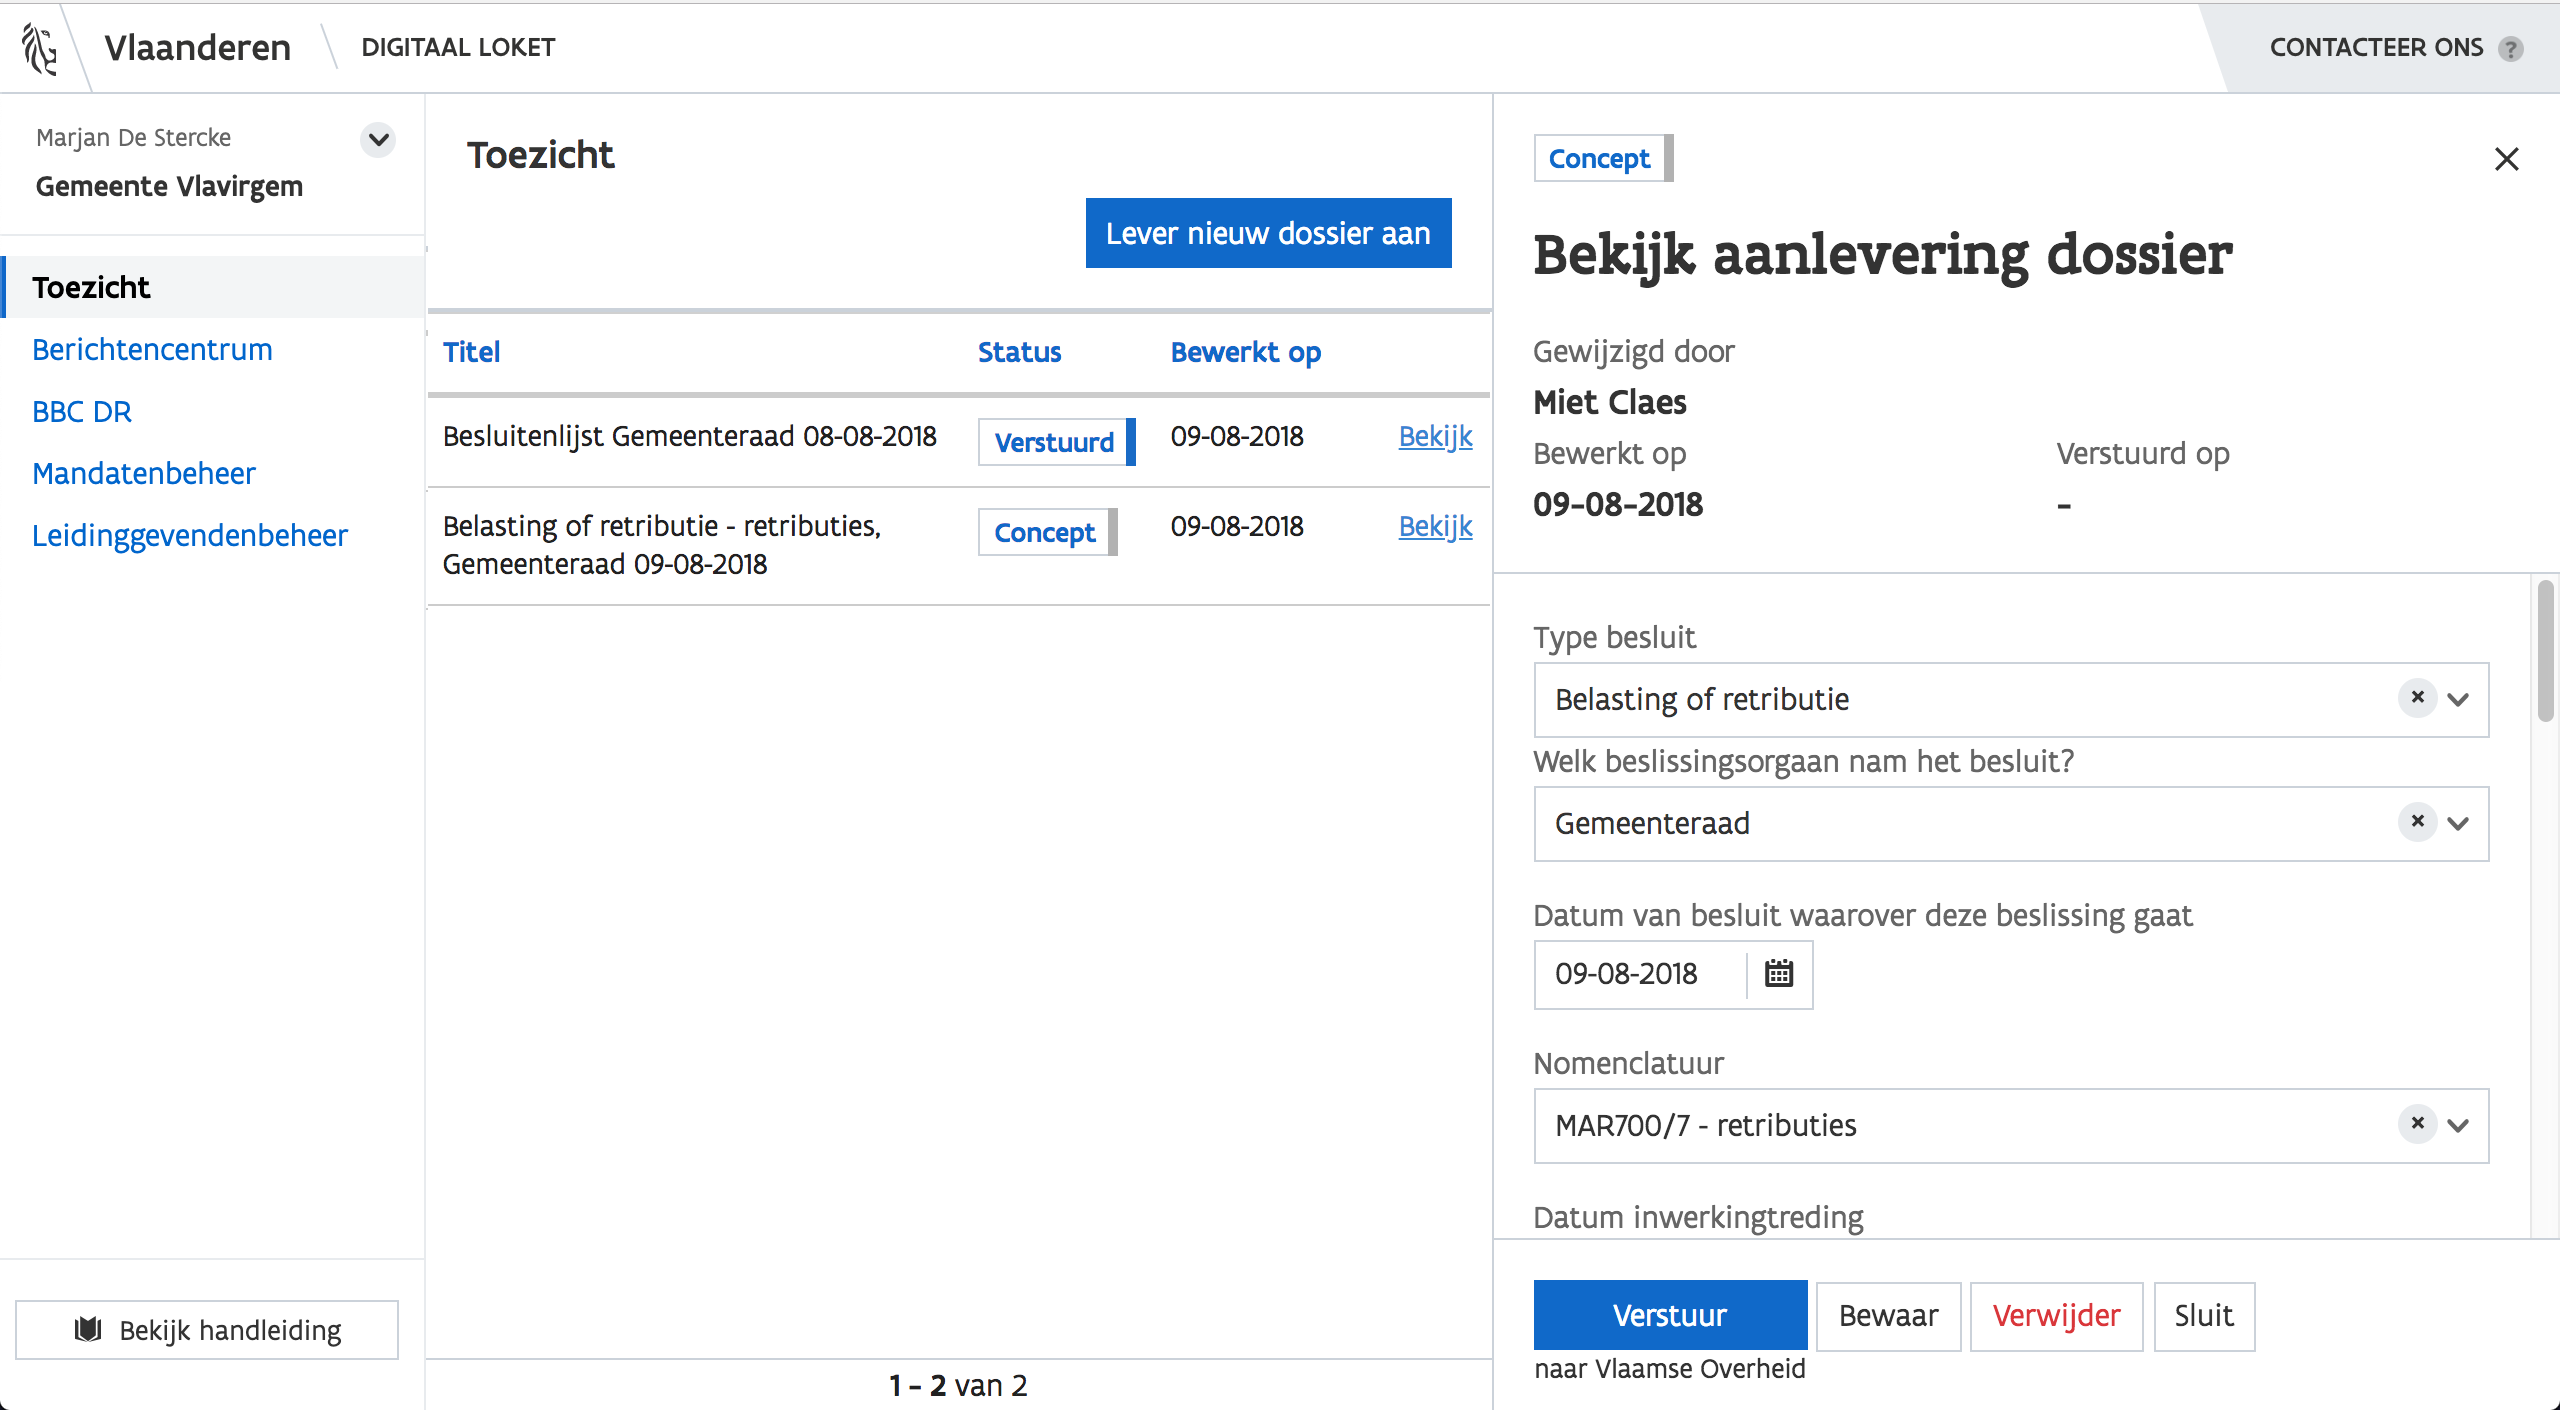 Vlaanderen
DIGITAAL LOKET
CONTACTEER ONS ?
Marjan De Stercke
Gemeente Vlavirgem
Toezicht
Berichtencentrum
BBC DR
Mandatenbeheer
Leidinggevendenbeheer
Bekijk handleiding
Toezicht
Lever nieuw dossier aan
Titel Status Bewerkt op
Besluitenlijst Gemeenteraad 08-08-2018 Verstuurd 09-08-2018 Bekijk
Belasting of retributie - retributies, Concept 09-08-2018 Bekijk
Gemeenteraad 09-08-2018
1 - 2 van 2
Concept
Bekijk aanlevering dossier
Gewijzigd door
Miet Claes
Bewerkt op Verstuurd op
09-08-2018 -
Type besluit
Belasting of retributie
Welk beslissingsorgaan nam het besluit?
Gemeenteraad
Datum van besluit waarover deze beslissing gaat
09-08-2018
Nomenclatuur
MAR700/7 - retributies
Datum inwerkingtreding
Verstuur Bewaar Verwijder Sluit
naar Vlaamse Overheid